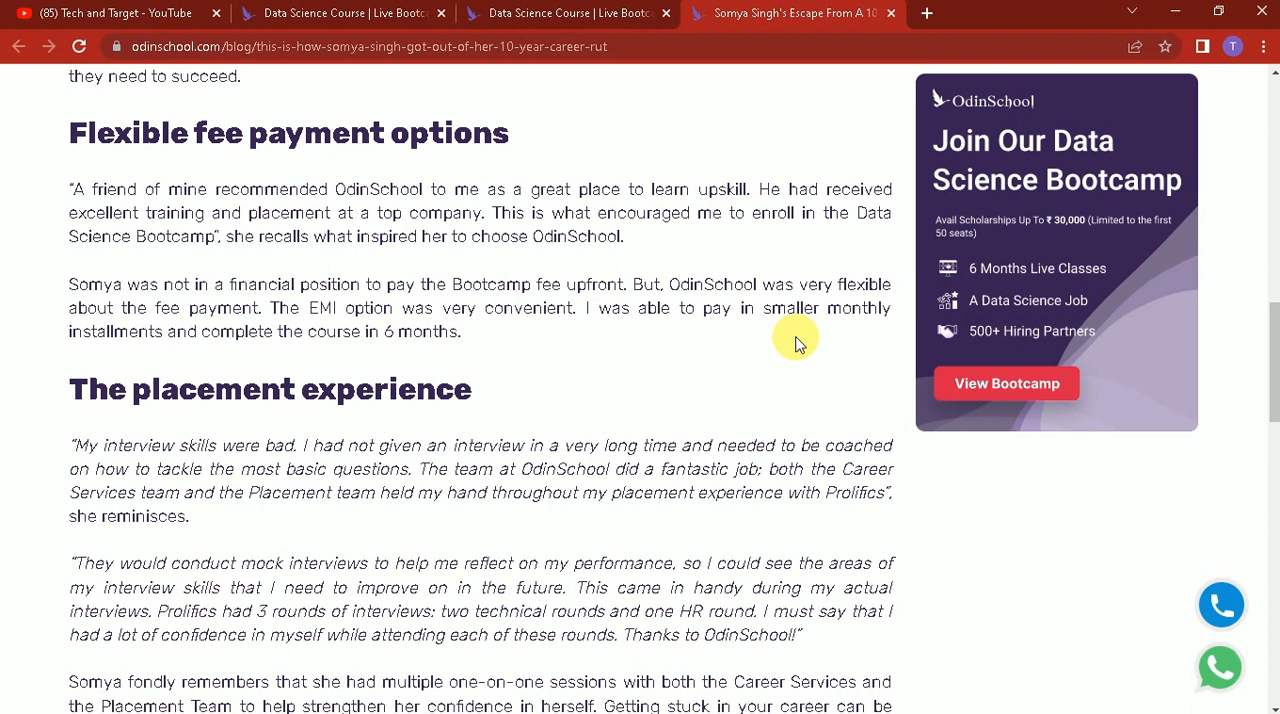 (85) Tech and Target - YouTube
Data Science Course | Live Bootc
Data Science Course | Live Bootc
Somya Singh's Escape From A 10
odinschool.com/blog/this-is-how-somya-singh-got-out-of-her-10-year-career-rut
T
they need to succeed.
Flexible fee payment options
“A friend of mine recommended OdinSchool to me as a great place to learn upskill. He had received
excellent training and placement at a top company. This is what encouraged me to enroll in the Data
Science Bootcamp”, she recalls what inspired her to choose OdinSchool.
Somya was not in a financial position to pay the Bootcamp fee upfront. But, OdinSchool was very flexible
about the fee payment. The EMI option was very convenient. I was able to pay in smaller monthly
installments and complete the course in 6 months.
The placement experience
“My interview skills were bad. I had not given an interview in a very long time and needed to be coached
on how to tackle the most basic questions. The team at OdinSchool did a fantastic job; both the Career
Services team and the Placement team held my hand throughout my placement experience with Prolifics”,
she reminisces.
“They would conduct mock interviews to help me reflect on my performance, so I could see the areas of
my interview skills that I need to improve on in the future. This came in handy during my actual
interviews. Prolifics had 3 rounds of interviews: two technical rounds and one HR round. I must say that I
had a lot of confidence in myself while attending each of these rounds. Thanks to OdinSchool!”
Somya fondly remembers that she had multiple one-on-one sessions with both the Career Services and
the Placement Team to help strengthen her confidence in herself. Getting stuck in your career can be
OdinSchool
Join Our Data
Science Bootcamp
Avail Scholarships Up To ₹ 30,000 (Limited to the first
50 seats)
6 Months Live Classes
A Data Science Job
500+ Hiring Partners
View Bootcamp